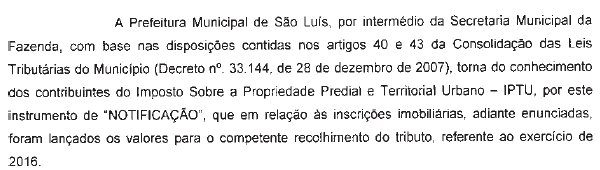 A Prefeitura Municipal de São Luís, por intermédio da Secretaria Municipal da
Fazenda, com base nas disposições contidas nos artigos 40 e 43 da Consolidação das Leis
Tributárias do Município (Decreto nº. 33.144, de 28 de dezembro de 2007), torna do conhecimento
dos contribuintes do Imposto Sobre a Propriedade Predial e Territorial Urbano – IPTU, por este
instrumento de "NOTIFICAÇÃO", que em relação às inscrições imobiliárias, adiante enunciadas,
foram lançados os valores para o competente recolhimento do tributo, referente ao exercício de
2016.